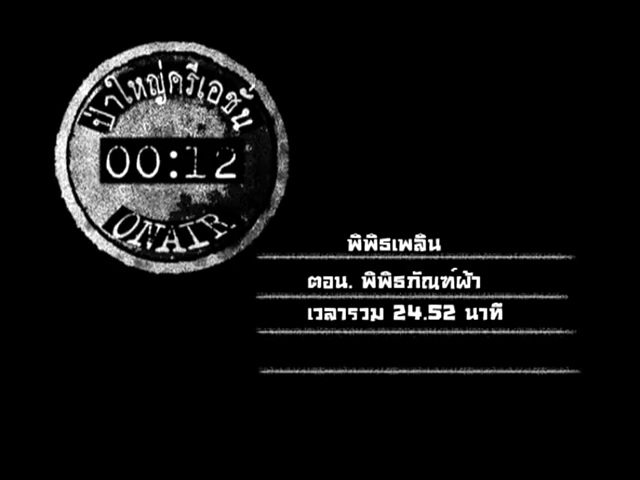 ป่าใหญ่ครีเอชั่น
00:12
ONAIR
พิพิธเพลิน
ตอน. พิพิธภัณฑ์ผ้า
เวลารวม 24.52 นาที